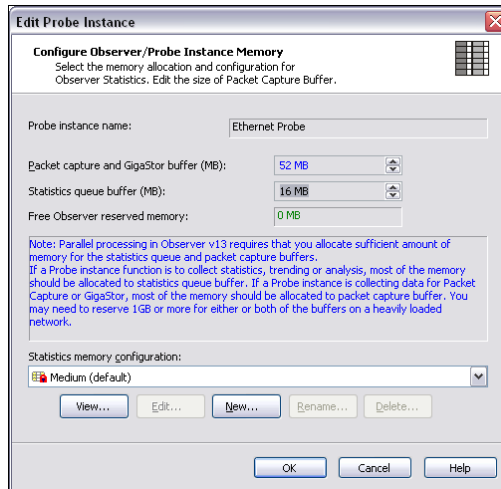 Edit Probe Instance
Configure Observer/Probe Instance Memory
Select the memory allocation and configuration for
Observer Statistics. Edit the size of Packet Capture Buffer.
Probe instance name: Ethernet Probe
Packet capture and GigaStor buffer (MB): 52 MB
Statistics queue buffer (MB): 16 MB
Free Observer reserved memory: 0 MB
Note: Parallel processing in Observer v13 requires that you allocate sufficient amount of
memory for the statistics queue and packet capture buffers.
If a Probe instance function is to collect statistics, trending or analysis, most of the memory
should be allocated to statistics queue buffer. If a Probe instance is collecting data for Packet
Capture or GigaStor, most of the memory should be allocated to packet capture buffer. You
may need to reserve 1GB or more for either or both of the buffers on a heavily loaded
network.
Statistics memory configuration:
Medium (default)
View... Edit... New... Rename... Delete...
OK Cancel Help